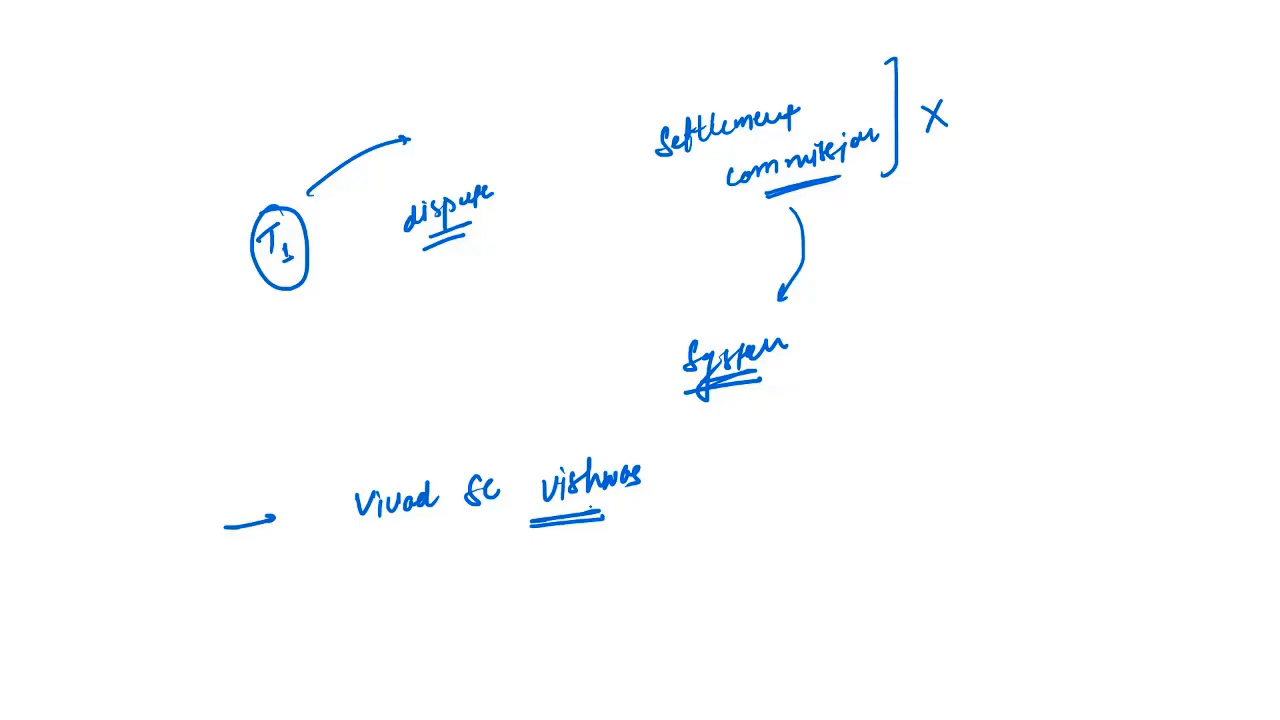 Settlement
commission
] X
dispute
T1
System
→ Vivad se Vishwas